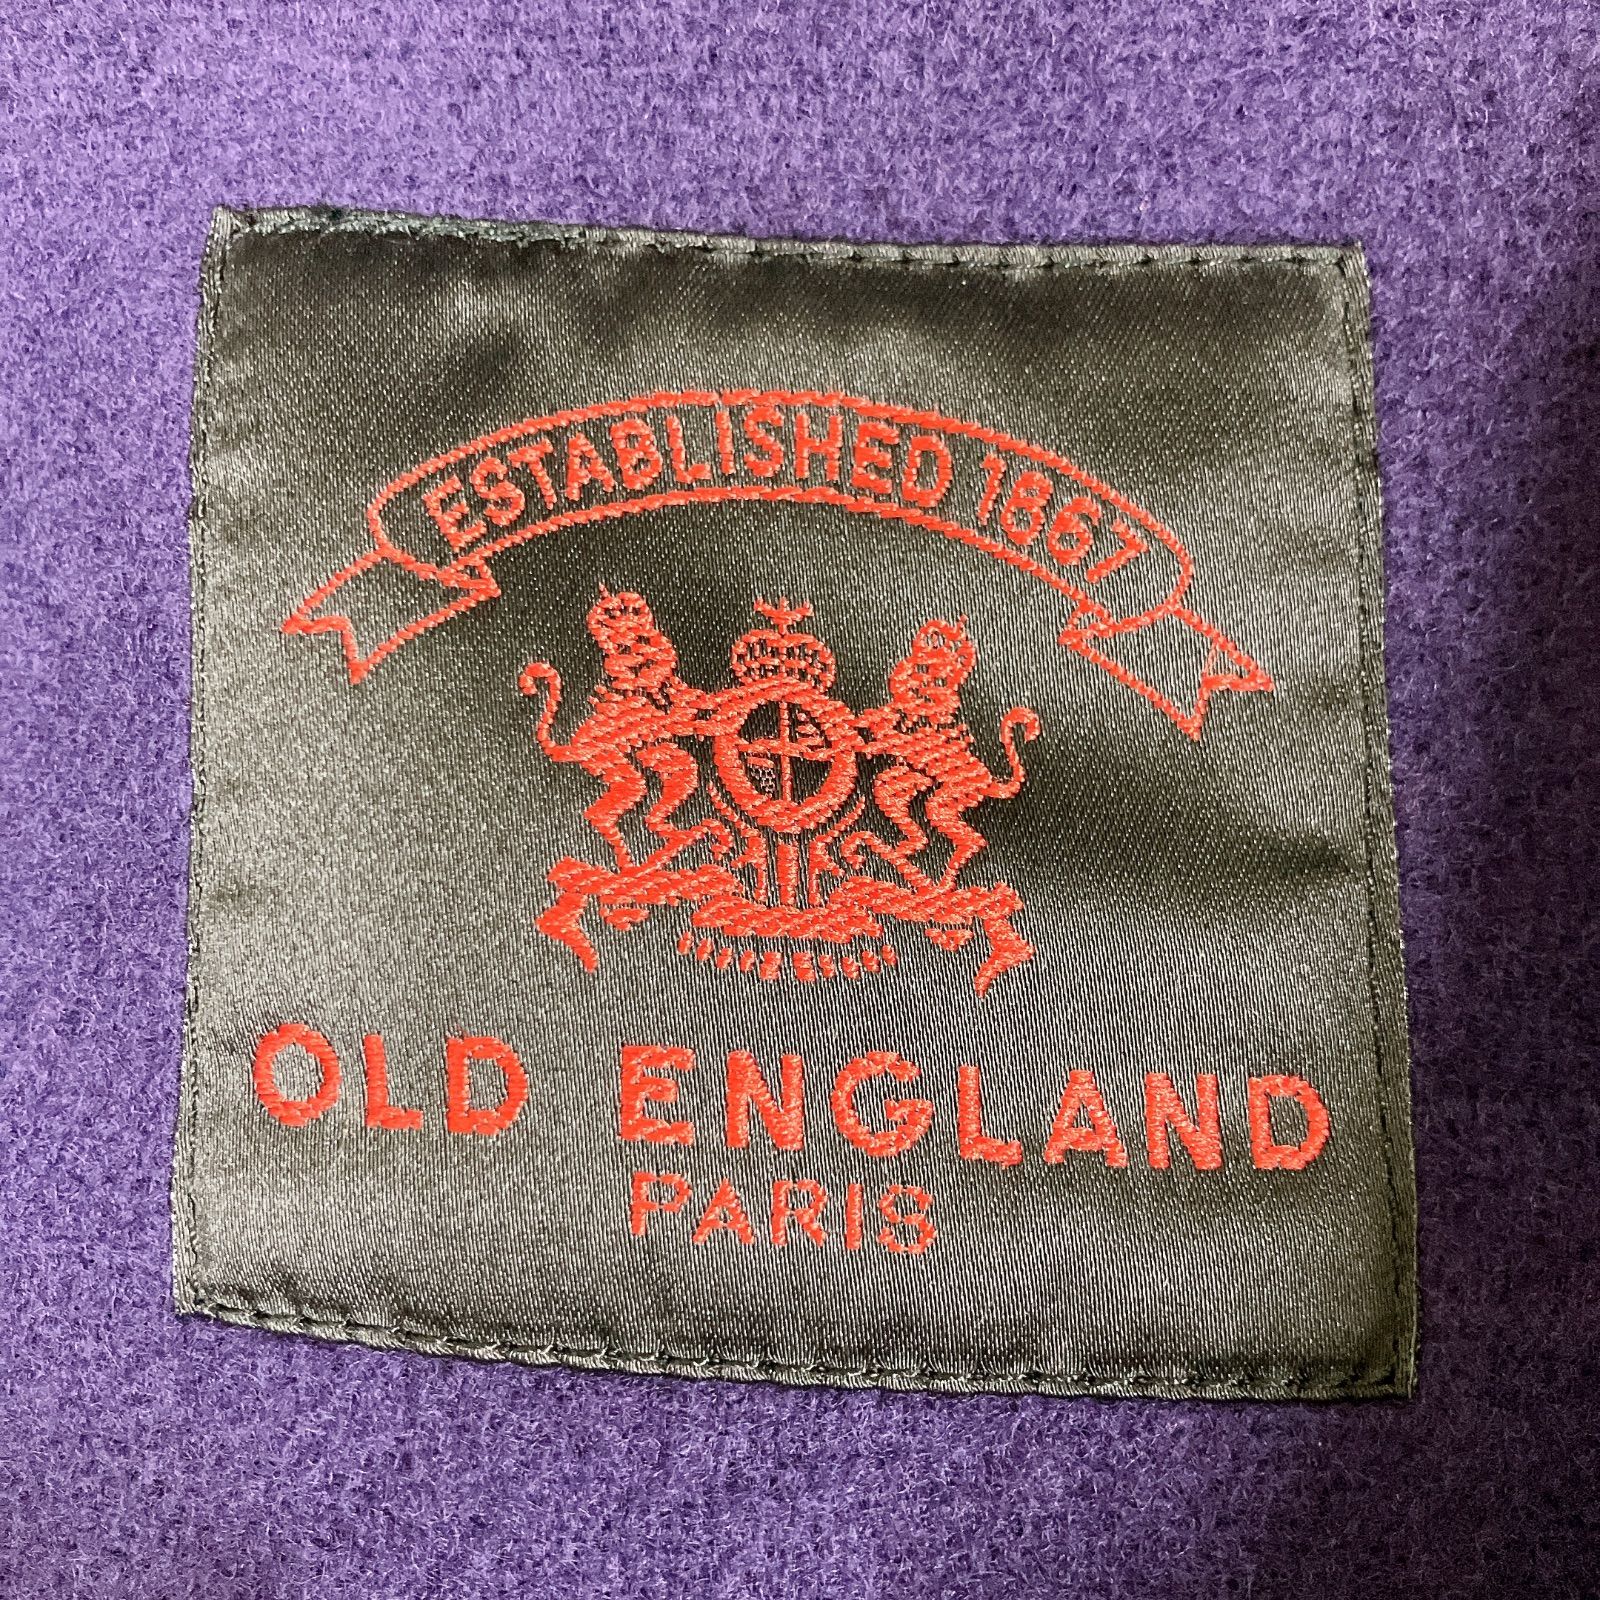 ESTABLISHED 1867
OLD ENGLAND
PARIS